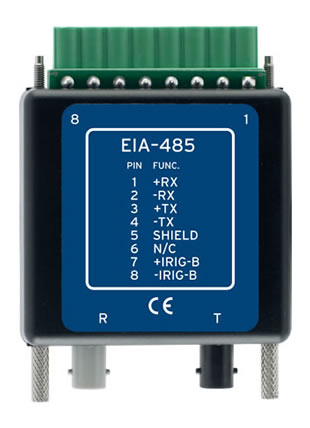 8 1
EIA-485
PIN FUNC.
1 +RX
2 -RX
3 +TX
4 -TX
5 SHIELD
6 N/C
7 +IRIG-B
8 -IRIG-B
CE
R T